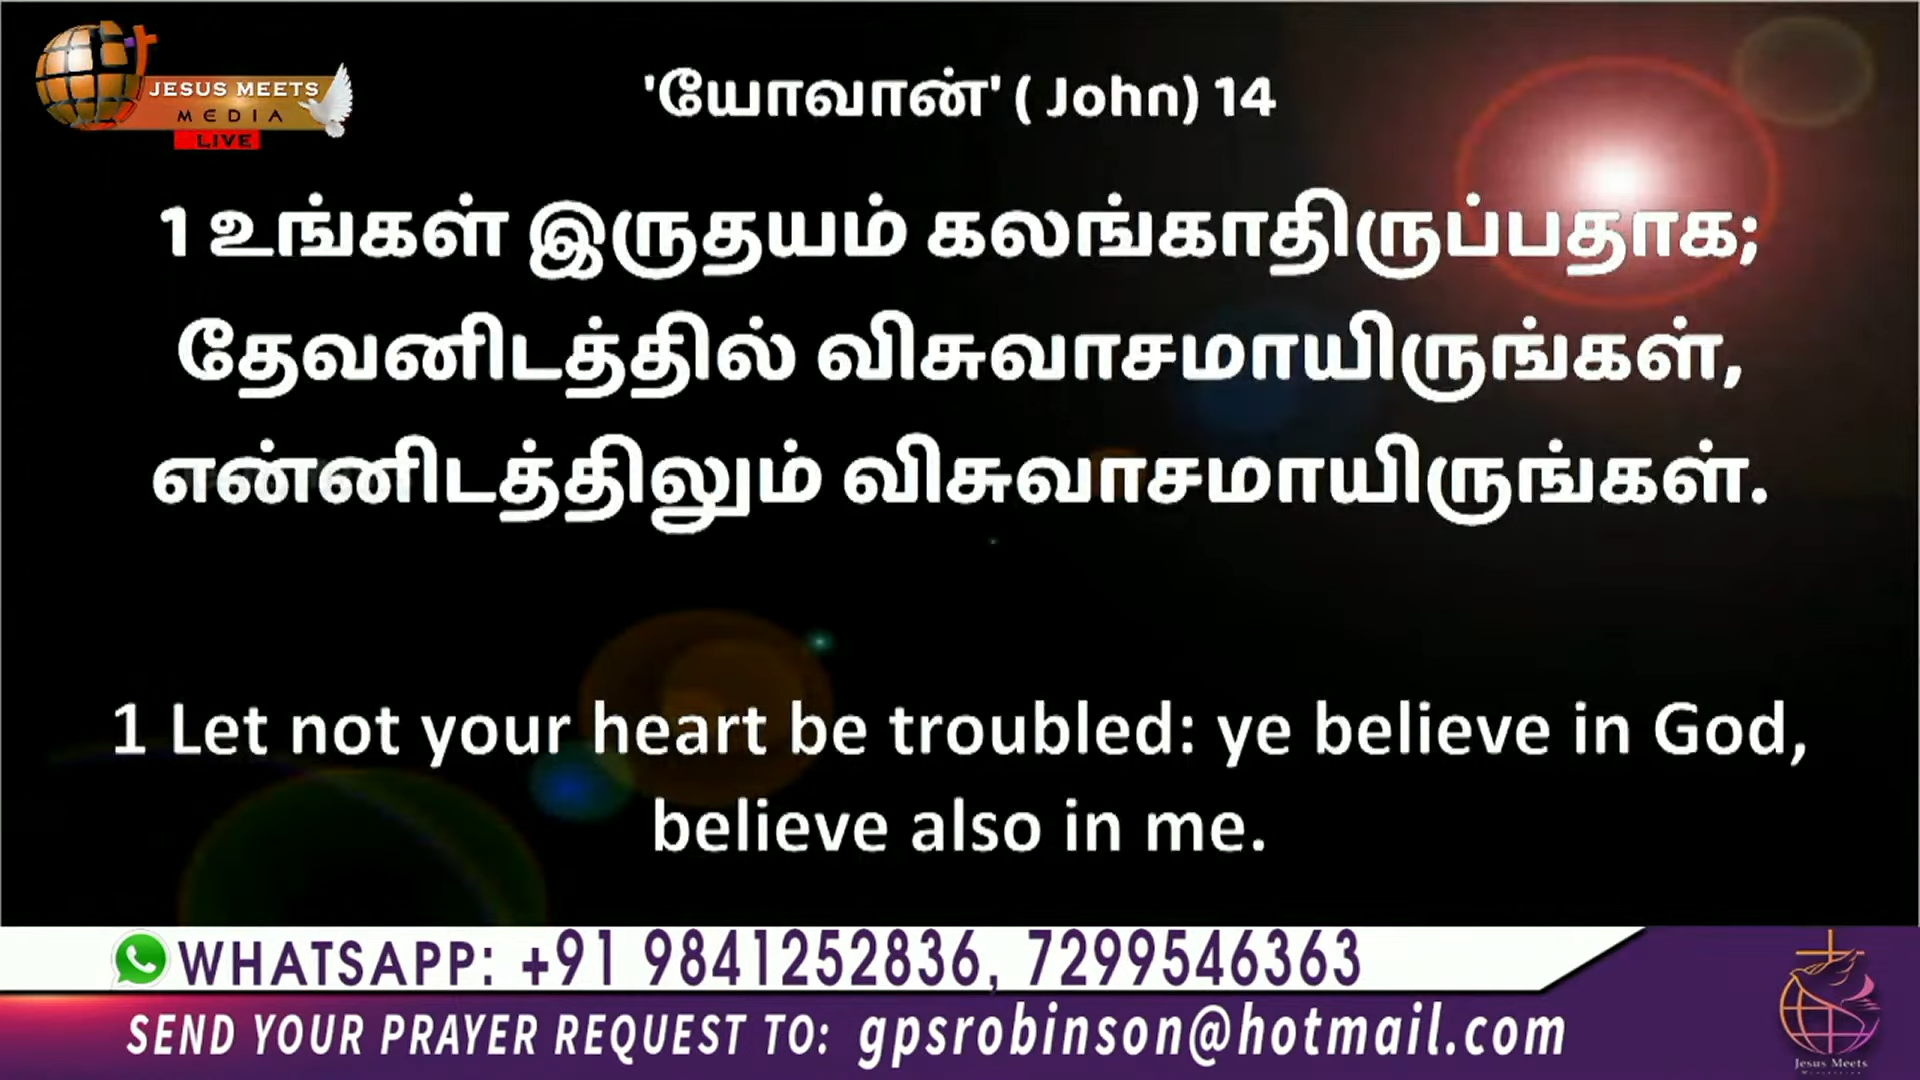 JESUS MEETS
MEDIA
LIVE
'யோவான்' ( John) 14
1 உங்கள் இருதயம் கலங்காதிருப்பதாக;
தேவனிடத்தில் விசுவாசமாயிருங்கள்,
என்னிடத்திலும் விசுவாசமாயிருங்கள்.
1 Let not your heart be troubled: ye believe in God,
believe also in me.
WHATSAPP: +91 9841252836, 7299546363
SEND YOUR PRAYER REQUEST TO: gpsrobinson@hotmail.com
Jesus Meets